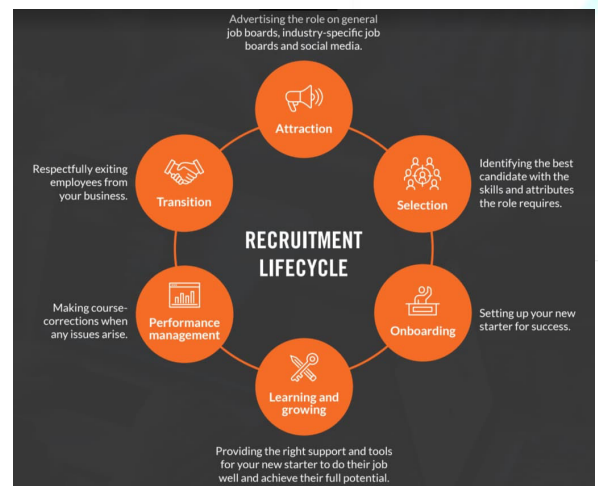 Advertising the role on general
job boards, industry-specific job
boards and social media.
Attraction
Identifying the best
candidate with the
skills and attributes
the role requires.
Selection
Setting up your new
starter for success.
Onboarding
Learning and
growing
Providing the right support and tools
for your new starter to do their job
well and achieve their full potential.
Performance
management
Making course-
corrections when
any issues arise.
Transition
Respectfully exiting
employees from
your business.
RECRUITMENT
LIFECYCLE